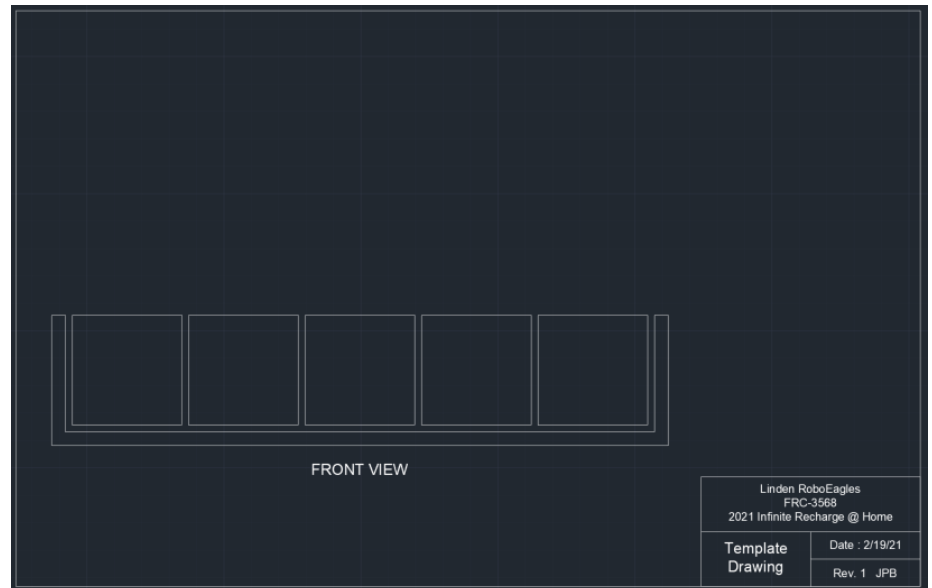 FRONT VIEW
Linden RoboEagles
FRC-3568
2021 Infinite Recharge @ Home
Template
Drawing
Date : 2/19/21
Rev. 1 JPB